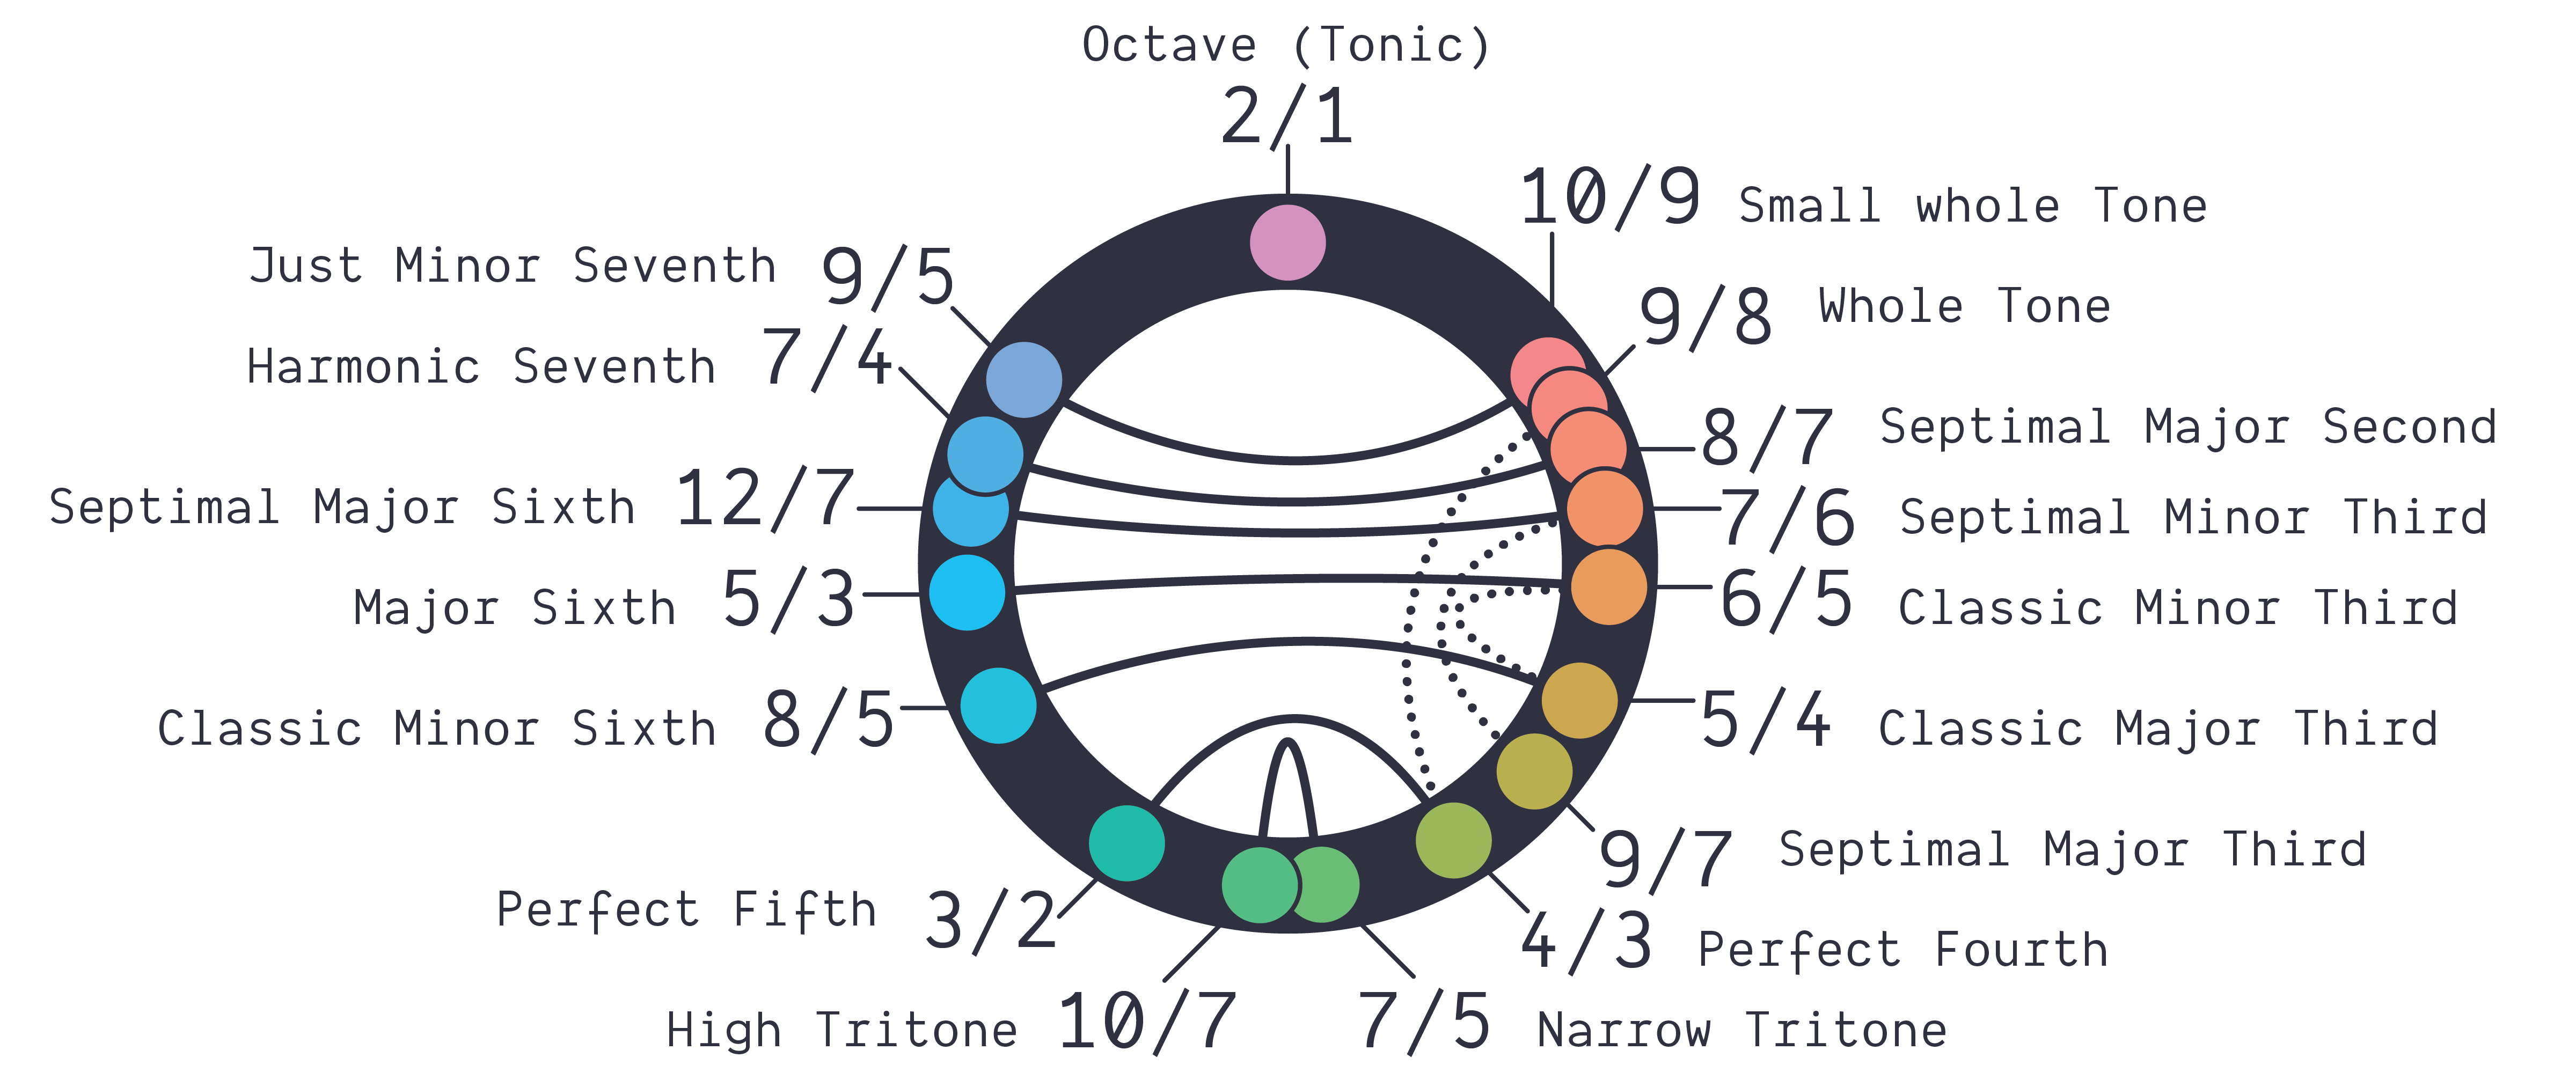 Octave (Tonic)
2/1
10/9 Small whole Tone
9/8 Whole Tone
8/7 Septimal Major Second
7/6 Septimal Minor Third
6/5 Classic Minor Third
5/4 Classic Major Third
9/7 Septimal Major Third
4/3 Perfect Fourth
7/5 Narrow Tritone
High Tritone 10/7
Perfect Fifth 3/2
Classic Minor Sixth 8/5
Major Sixth 5/3
Septimal Major Sixth 12/7
Harmonic Seventh 7/4
Just Minor Seventh 9/5